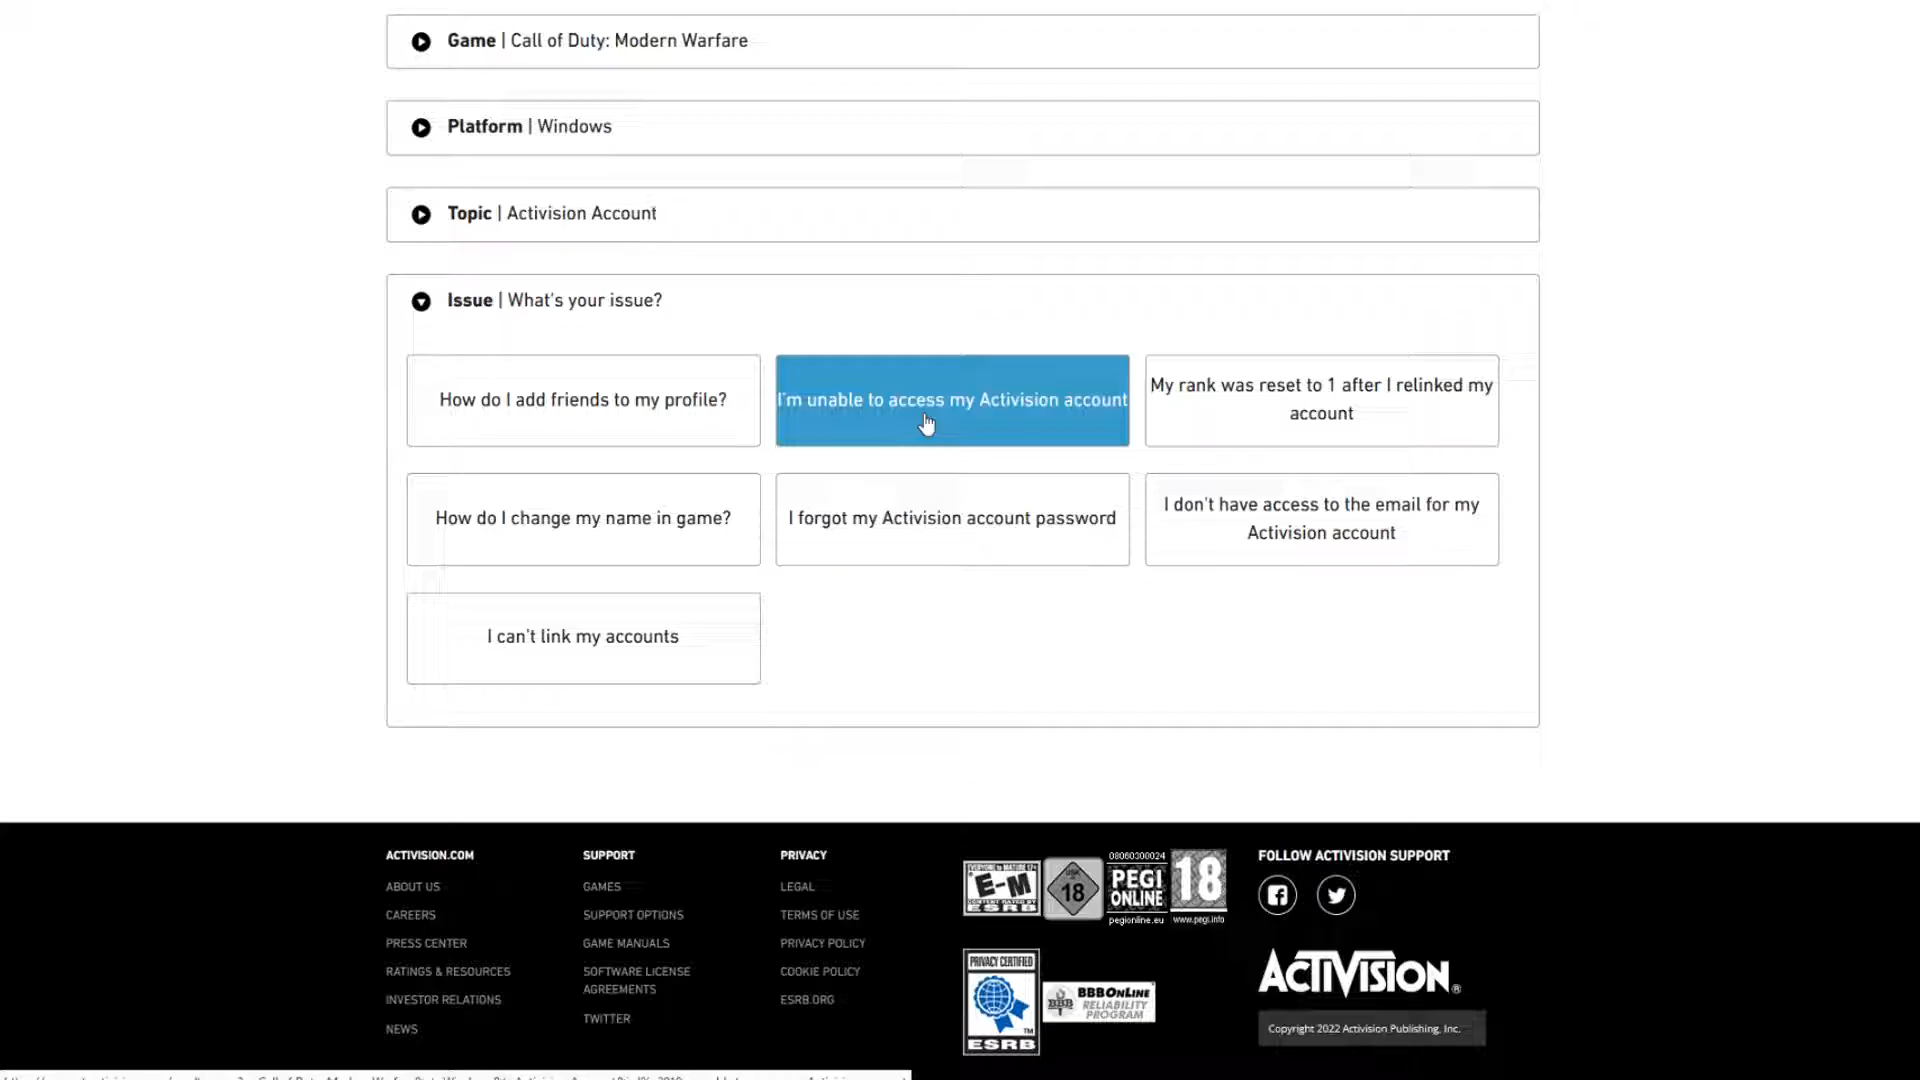 Game | Call of Duty: Modern Warfare
Platform | Windows
Topic | Activision Account
Issue | What's your issue?
How do I add friends to my profile?
I'm unable to access my Activision account
My rank was reset to 1 after I relinked my
account
How do I change my name in game?
I forgot my Activision account password
I don't have access to the email for my
Activision account
I can't link my accounts
ACTIVISION.COM
ABOUT US
CAREERS
PRESS CENTER
RATINGS & RESOURCES
INVESTOR RELATIONS
NEWS
SUPPORT
GAMES
SUPPORT OPTIONS
GAME MANUALS
SOFTWARE LICENSE
AGREEMENTS
TWITTER
PRIVACY
LEGAL
TERMS OF USE
PRIVACY POLICY
COOKIE POLICY
ESRB.ORG
E-M
ESRB
USK
18
08060300024
PEGI
ONLINE
pegionline.eu
18
www.pegi.info
PRIVACY CERTIFIED
TM
ESRB
BBB
BBBONLINE
RELIABILITY
PROGRAM
FOLLOW ACTIVISION SUPPORT
ACTIVISION®
Copyright 2022 Activision Publishing, Inc.